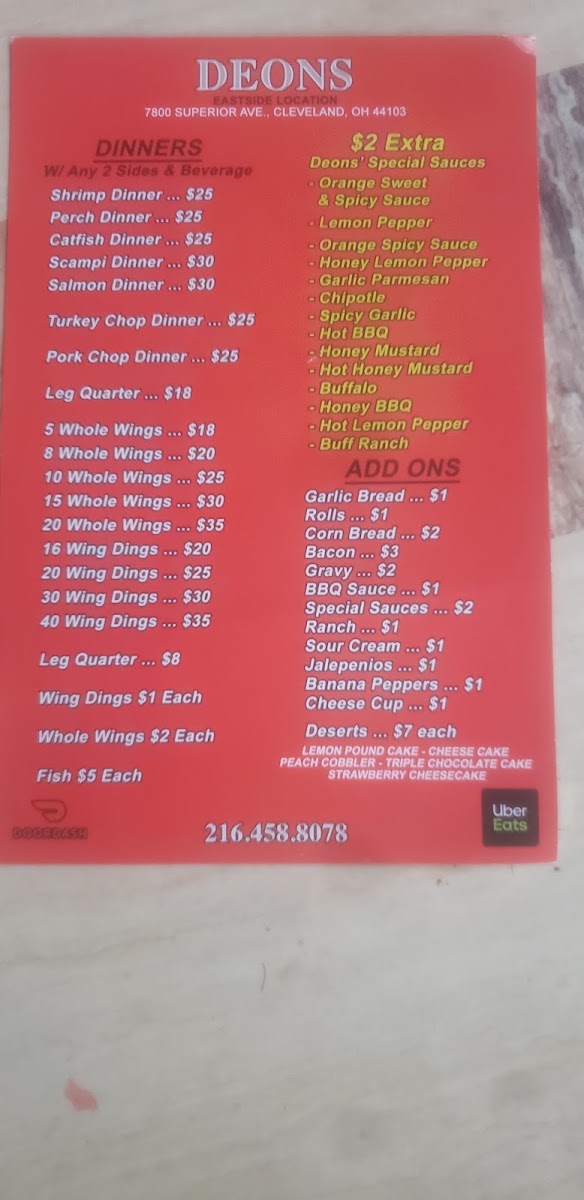 DEONS
EASTSIDE LOCATION
7800 SUPERIOR AVE., CLEVELAND, OH 44103
DINNERS
W/ Any 2 Sides & Beverage
Shrimp Dinner ... $25
Perch Dinner ... $25
Catfish Dinner ... $25
Scampi Dinner ... $30
Salmon Dinner ... $30
Turkey Chop Dinner ... $25
Pork Chop Dinner ... $25
Leg Quarter ... $18
5 Whole Wings ... $18
8 Whole Wings ... $20
10 Whole Wings ... $25
15 Whole Wings ... $30
20 Whole Wings ... $35
16 Wing Dings ... $20
20 Wing Dings ... $25
30 Wing Dings ... $30
40 Wing Dings ... $35
Leg Quarter ... $8
Wing Dings $1 Each
Whole Wings $2 Each
Fish $5 Each
$2 Extra
Deons' Special Sauces
- Orange Sweet
& Spicy Sauce
- Lemon Pepper
- Orange Spicy Sauce
- Honey Lemon Pepper
- Garlic Parmesan
- Chipotle
- Spicy Garlic
- Hot BBQ
- Honey Mustard
- Hot Honey Mustard
- Buffalo
- Honey BBQ
- Hot Lemon Pepper
- Buff Ranch
ADD ONS
Garlic Bread ... $1
Rolls ... $1
Corn Bread ... $2
Bacon ... $3
Gravy ... $2
BBQ Sauce ... $1
Special Sauces ... $2
Ranch ... $1
Sour Cream ... $1
Jalepenios ... $1
Banana Peppers ... $1
Cheese Cup ... $1
Deserts ... $7 each
LEMON POUND CAKE - CHEESE CAKE
PEACH COBBLER - TRIPLE CHOCOLATE CAKE
STRAWBERRY CHEESECAKE
DOORDASH
216.458.8078
Uber
Eats